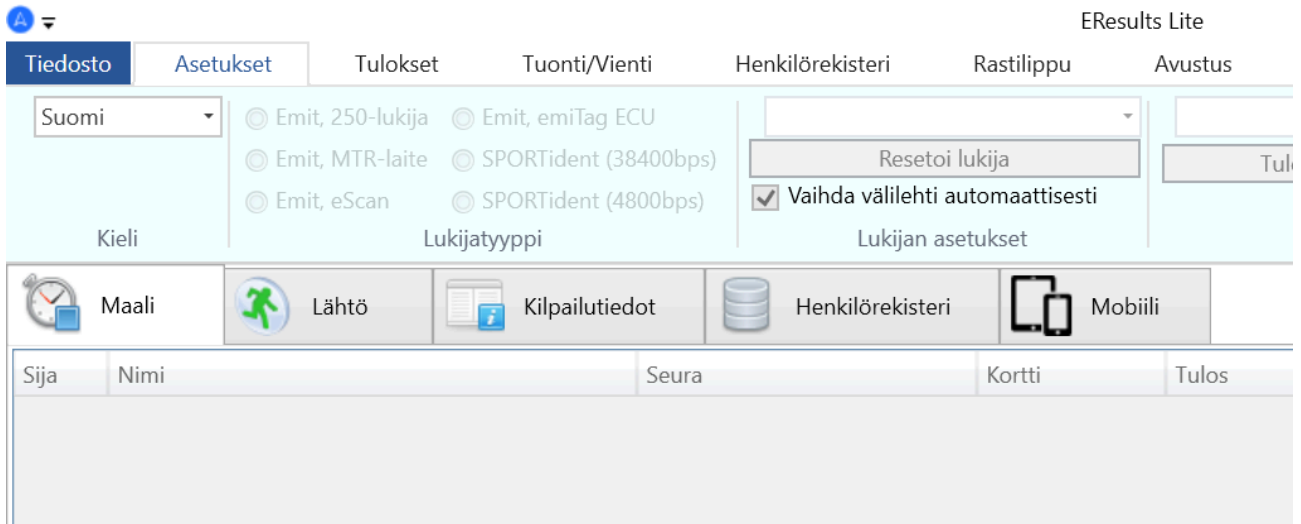 EResults Lite
Tiedosto Asetukset Tulokset Tuonti/Vienti Henkilörekisteri Rastilippu Avustus
Suomi Emit, 250-lukija Emit, emiTag ECU
Emit, MTR-laite SPORTident (38400bps) Resetoi lukija
Emit, eScan SPORTident (4800bps) Vaihda välilehti automaattisesti
Kieli Lukijatyyppi Lukijan asetukset
Maali Lähtö Kilpailutiedot Henkilörekisteri Mobiili
Sija Nimi Seura Kortti Tulos